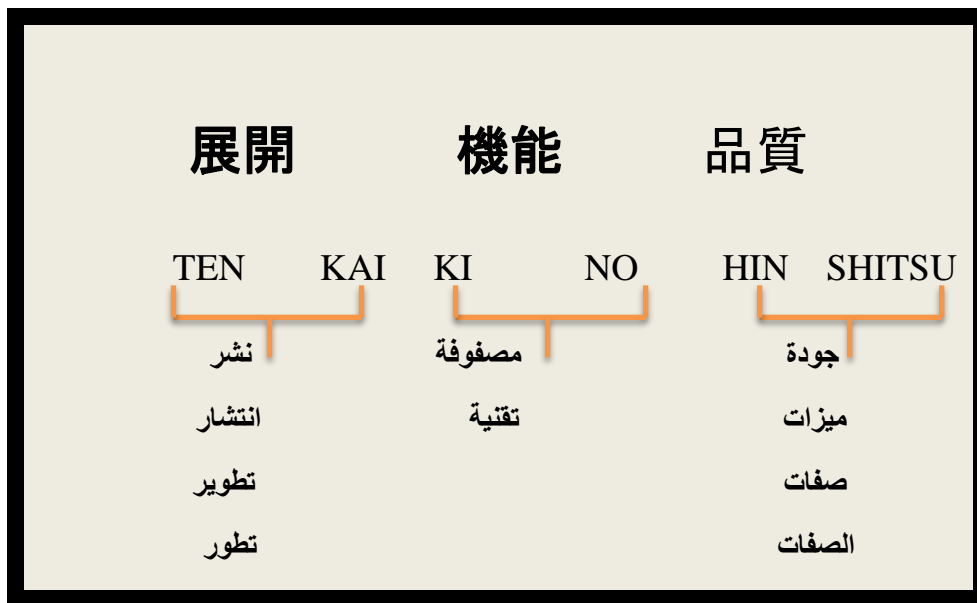 展開 機能 品質
TEN KAI KI NO HIN SHITSU
نشر مصفوفة جودة
انتشار تقنية ميزات
تطوير صفات
تطور الصفات